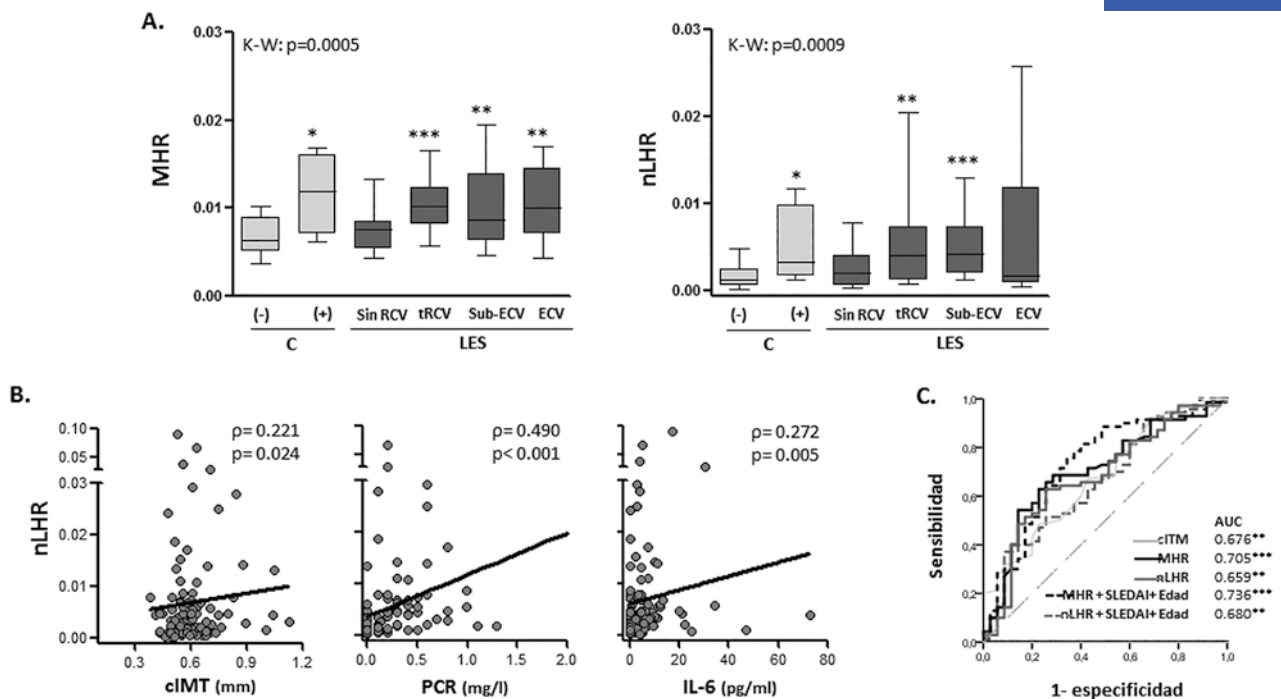 A.
K-W: p=0.0005
MHR
0.03
0.02
0.01
0.00
*
***
**
**
(-) (+) Sin RCV tRCV Sub-ECV ECV
C LES
K-W: p=0.0009
nLHR
0.03
0.02
0.01
0.00
*
**
***
(-) (+) Sin RCV tRCV Sub-ECV ECV
C LES
B.
nLHR
0.10
0.05
0.03
0.02
0.01
0.00
ρ= 0.221
p= 0.024
0.3 0.6 0.9 1.2
cIMT (mm)
ρ= 0.490
p< 0.001
0.0 0.5 1.0 1.5 2.0
PCR (mg/l)
ρ= 0.272
p= 0.005
0 20 40 60 80
IL-6 (pg/ml)
C.
Sensibilidad
1,0
0,8
0,6
0,4
0,2
0,0
AUC
cITM 0.676**
MHR 0.705***
nLHR 0.659**
MHR + SLEDAI+ Edad 0.736***
nLHR + SLEDAI+ Edad 0.680**
0,0 0,2 0,4 0,6 0,8 1,0
1- especificidad